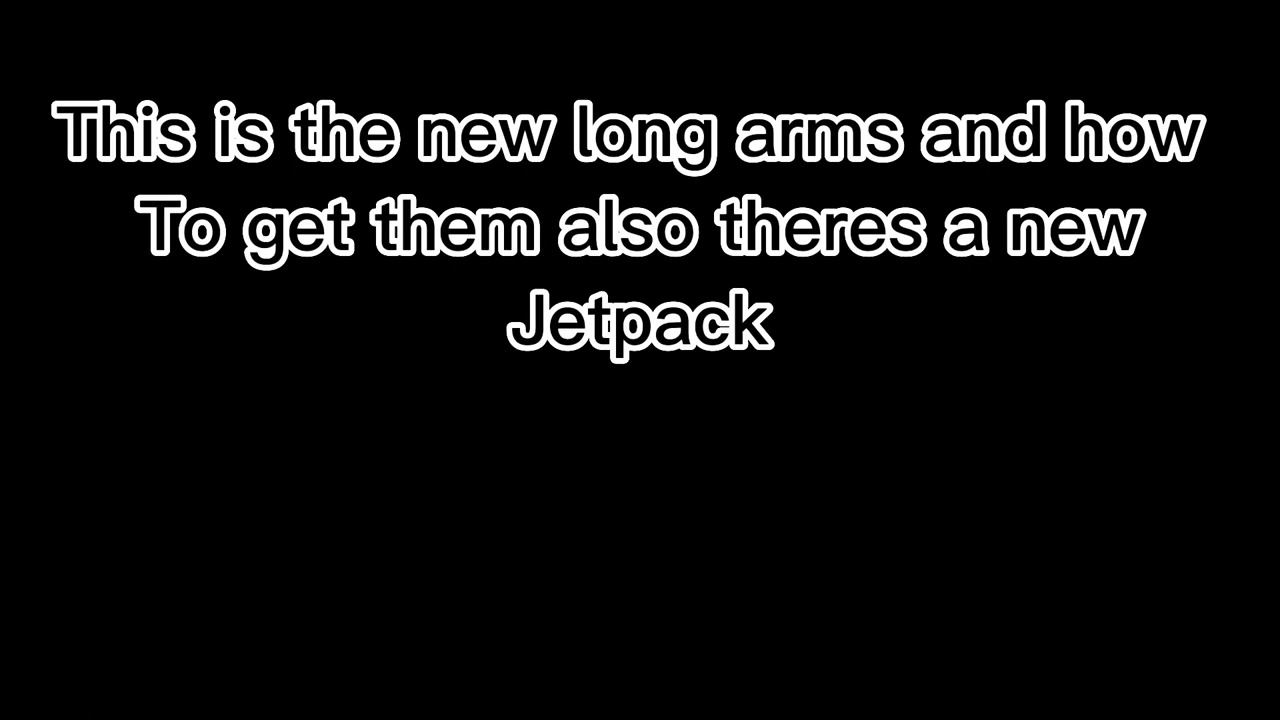 This is the new long arms and how
To get them also theres a new
Jetpack